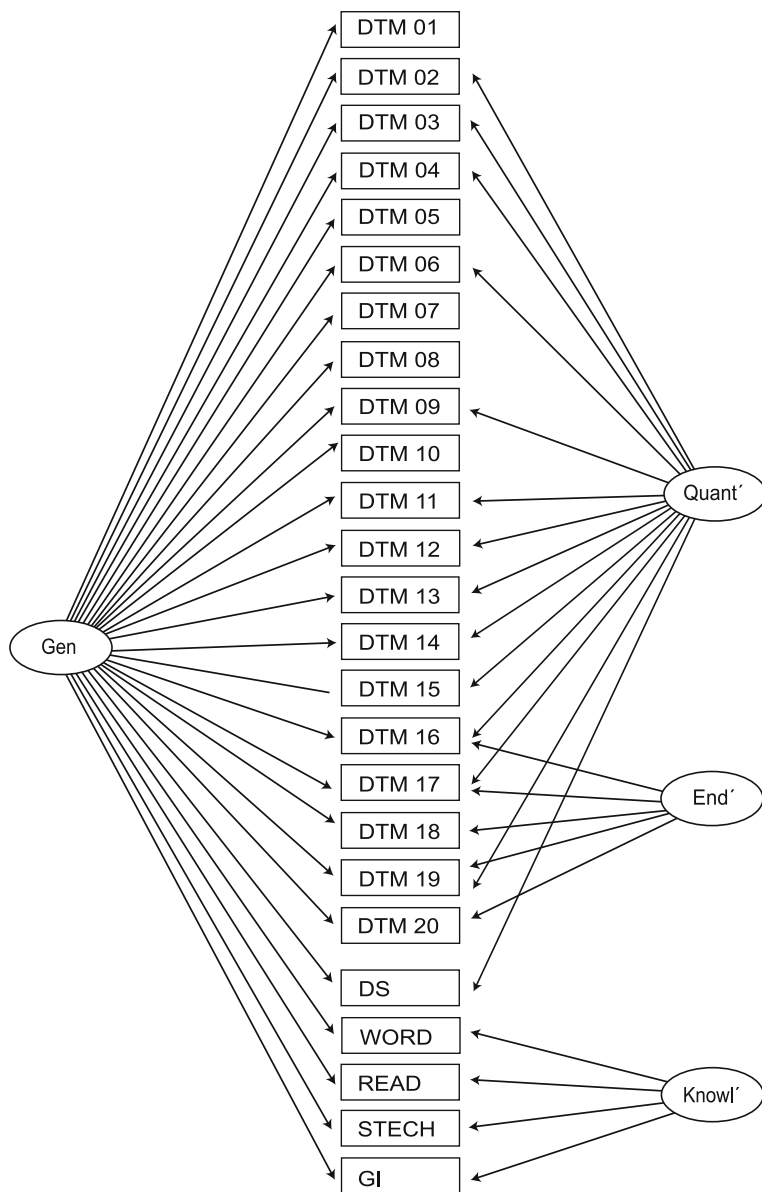 DTM 01
DTM 02
DTM 03
DTM 04
DTM 05
DTM 06
DTM 07
DTM 08
DTM 09
DTM 10
DTM 11
Quant´
DTM 12
DTM 13
DTM 14
Gen
DTM 15
DTM 16
DTM 17
End´
DTM 18
DTM 19
DTM 20
DS
WORD
READ
Knowl´
STECH
GI